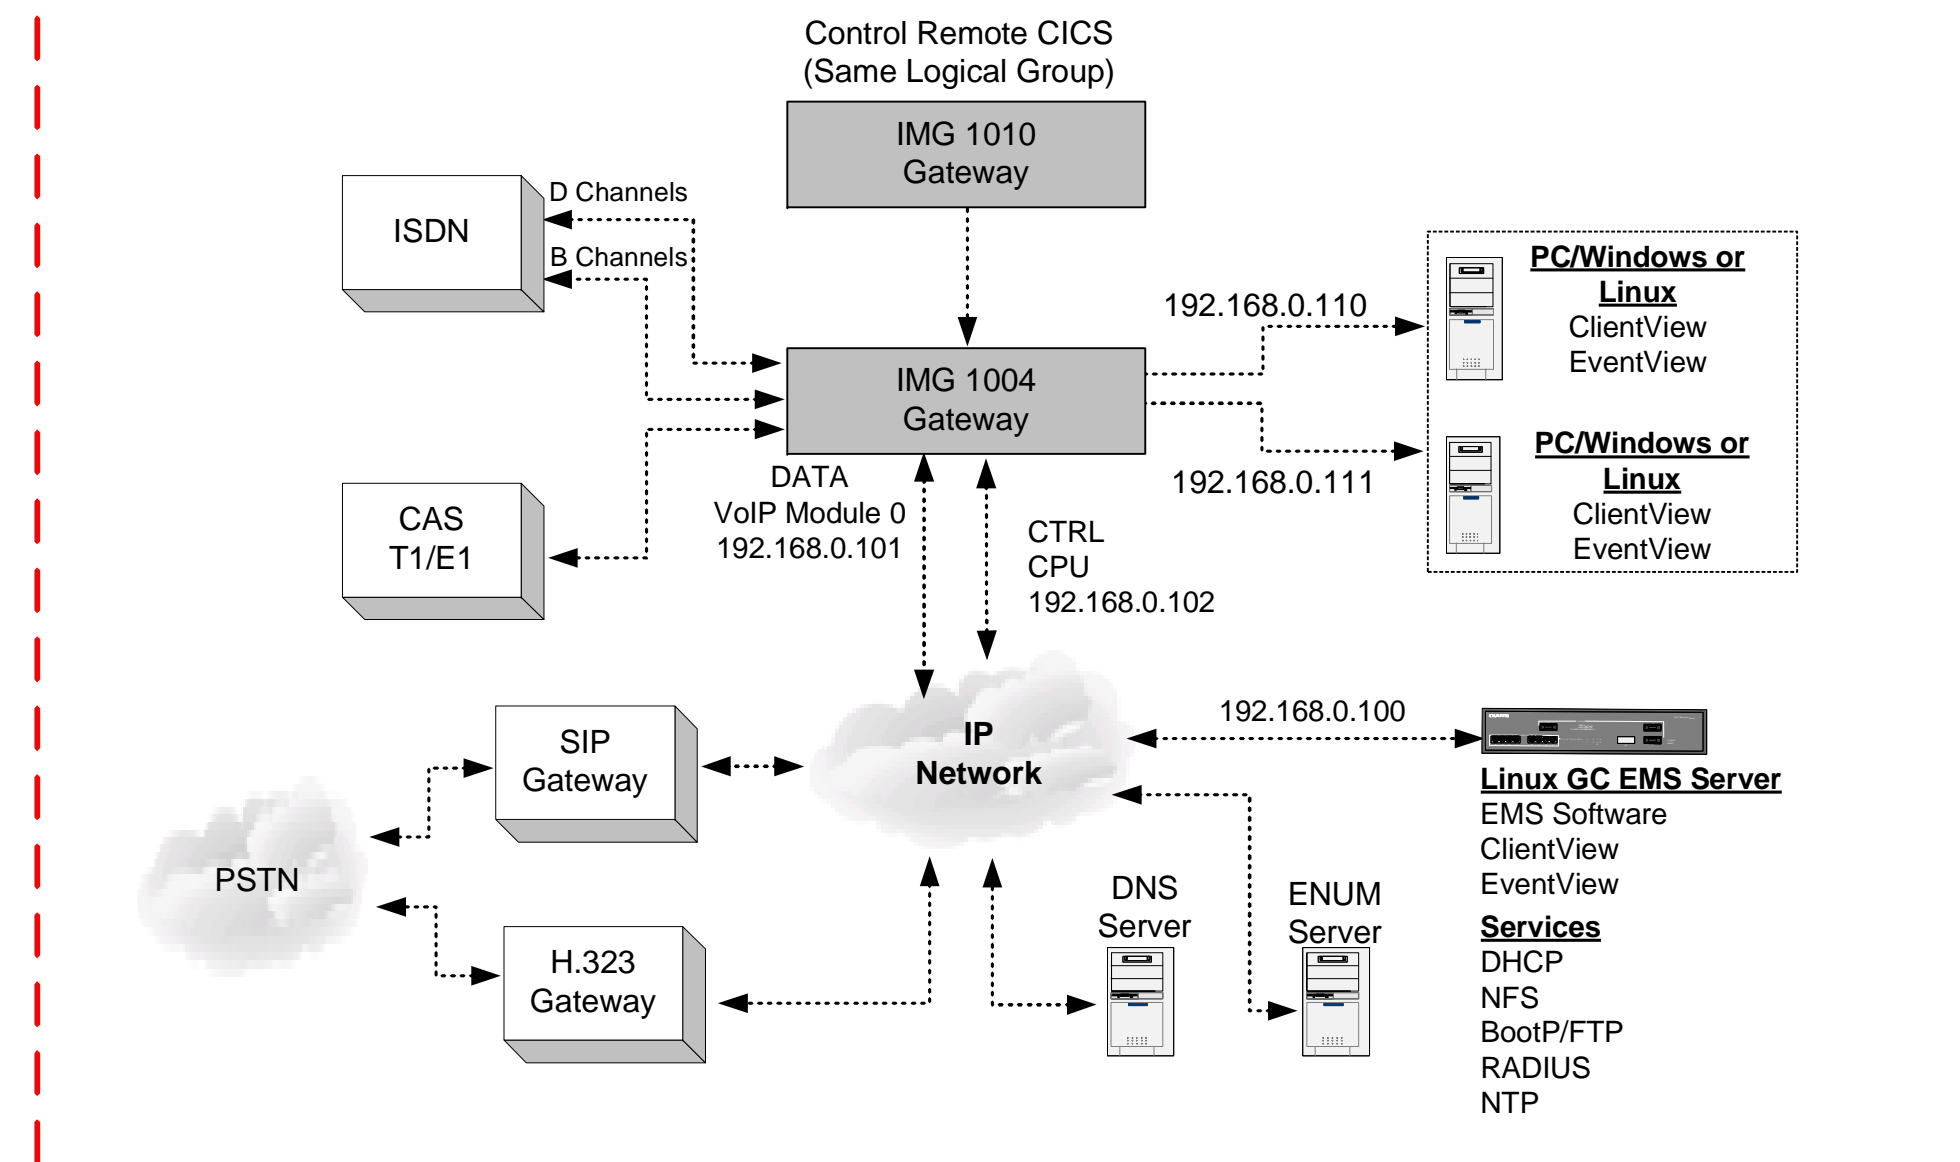 Control Remote CICS
(Same Logical Group)
IMG 1010
Gateway
D Channels
ISDN
B Channels
PC/Windows or
Linux
ClientView
EventView
192.168.0.110
IMG 1004
Gateway
PC/Windows or
Linux
ClientView
EventView
192.168.0.111
DATA
VoIP Module 0
192.168.0.101
CAS
T1/E1
CTRL
CPU
192.168.0.102
192.168.0.100
IP
Network
SIP
Gateway
Linux GC EMS Server
EMS Software
ClientView
EventView
PSTN
DNS
Server
ENUM
Server
Services
DHCP
NFS
BootP/FTP
RADIUS
NTP
H.323
Gateway